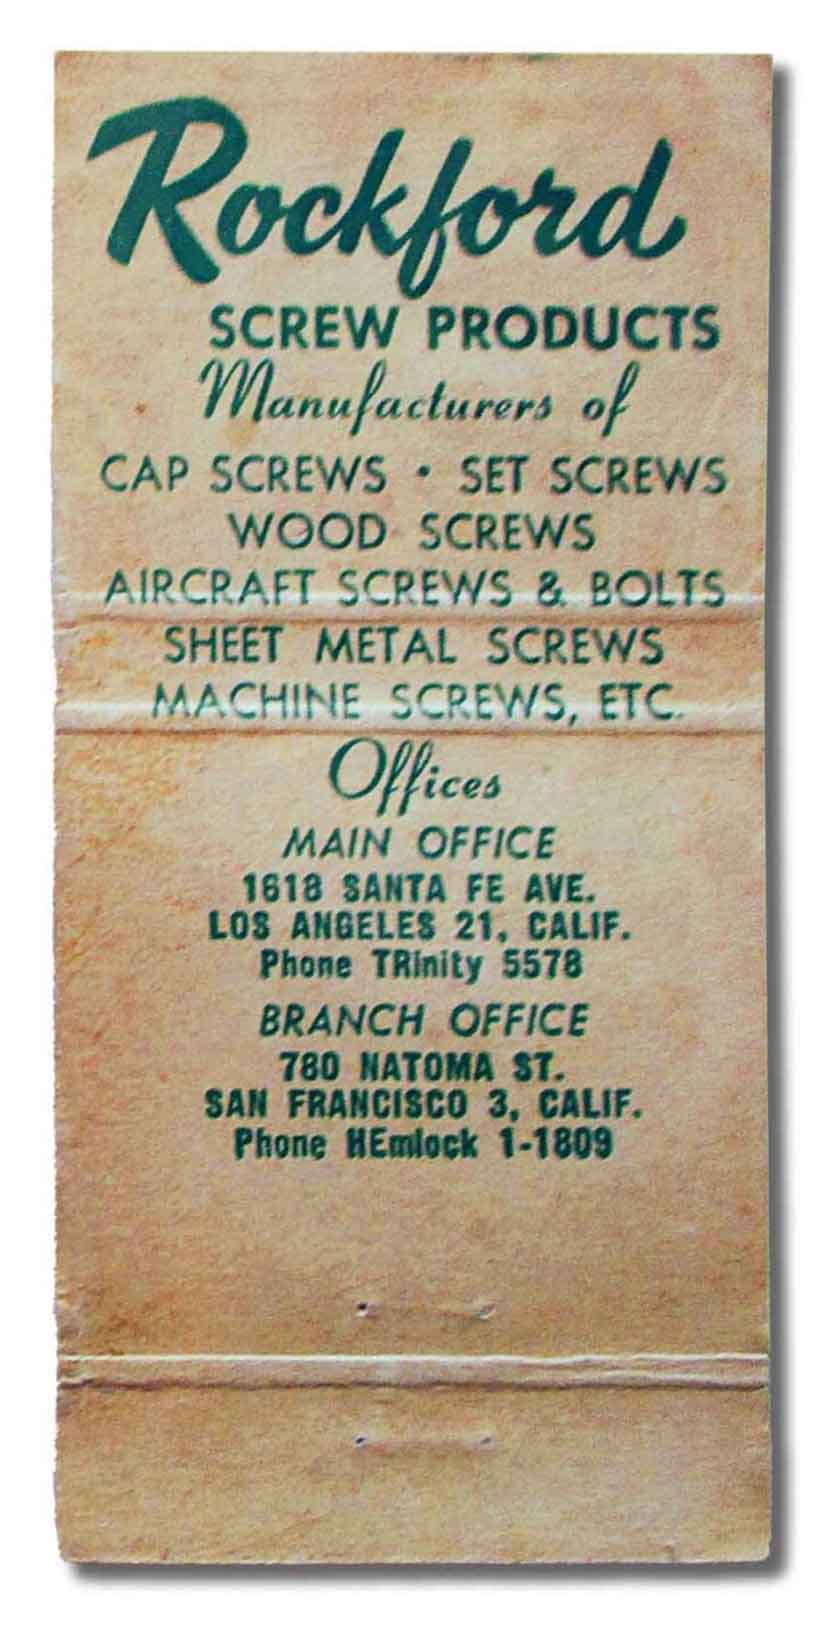 Rockford
SCREW PRODUCTS
Manufacturers of
CAP SCREWS • SET SCREWS
WOOD SCREWS
AIRCRAFT SCREWS & BOLTS
SHEET METAL SCREWS
MACHINE SCREWS, ETC.
Offices
MAIN OFFICE
1618 SANTA FE AVE.
LOS ANGELES 21, CALIF.
Phone TRinity 5578
BRANCH OFFICE
780 NATOMA ST.
SAN FRANCISCO 3, CALIF.
Phone HEmlock 1-1809